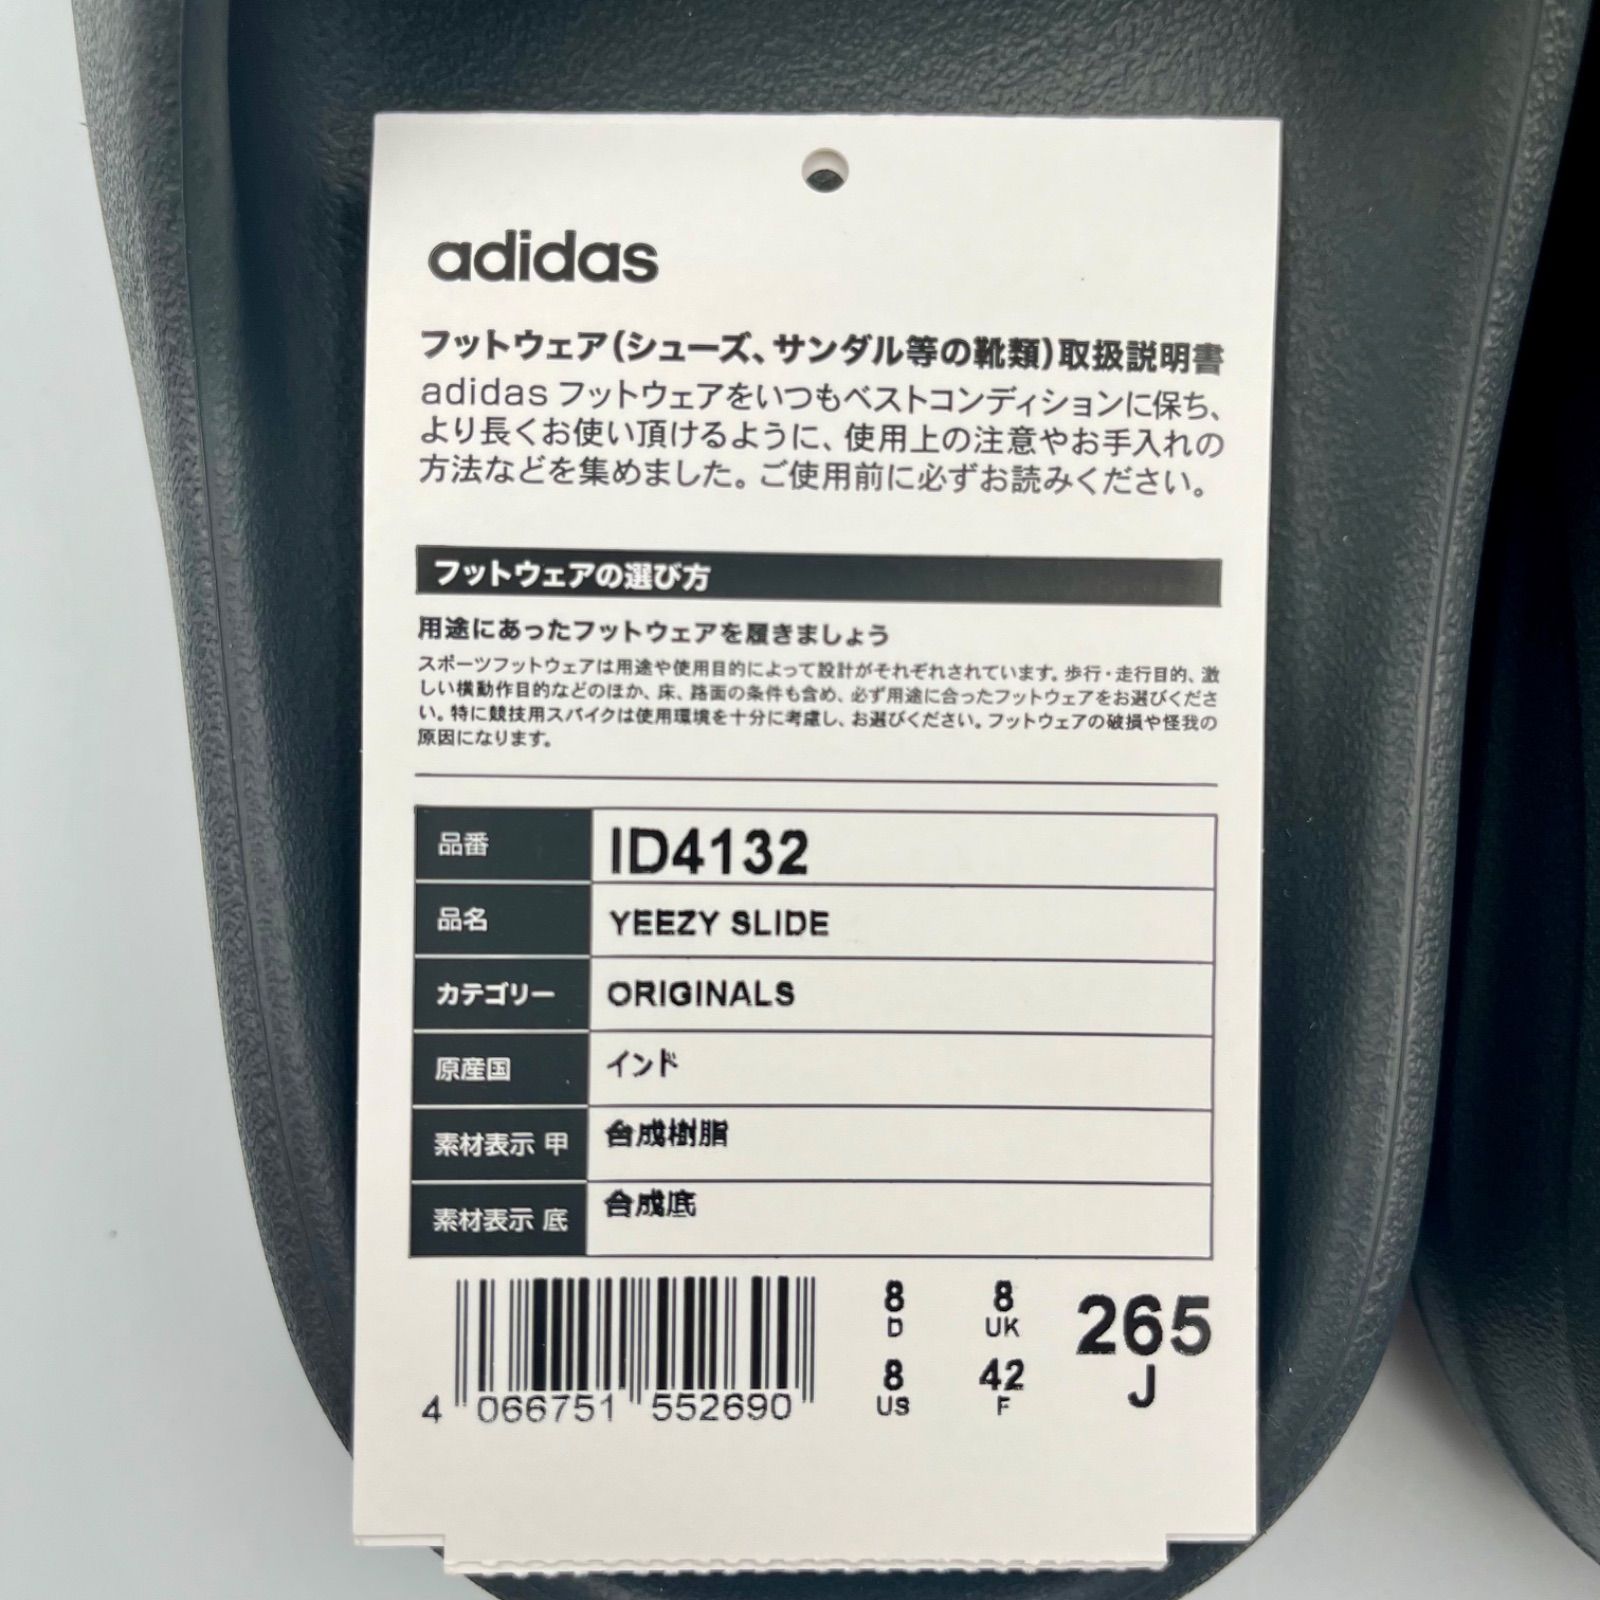 adidas
フットウェア(シューズ、サンダル等の靴類)取扱説明書
adidas フットウェアをいつもベストコンディションに保ち、
より長くお使い頂けるように、使用上の注意やお手入れの
方法などを集めました。ご使用前に必ずお読みください。
フットウェアの選び方
用途にあったフットウェアを履きましょう
スポーツフットウェアは用途や使用目的によって設計がそれぞれされています。歩行・走行目的、激
しい横動作目的などのほか、床、路面の条件も含め、必ず用途に合ったフットウェアをお選びくださ
い。特に競技用スパイクは使用環境を十分に考慮し、お選びください。フットウェアの破損や怪我の
原因になります。
品番 ID4132
品名 YEEZY SLIDE
カテゴリー ORIGINALS
原産国 インド
素材表示 甲 合成樹脂
素材表示 底 合成底
8 8 265
D UK J
8 42
US F
4 066751 552690